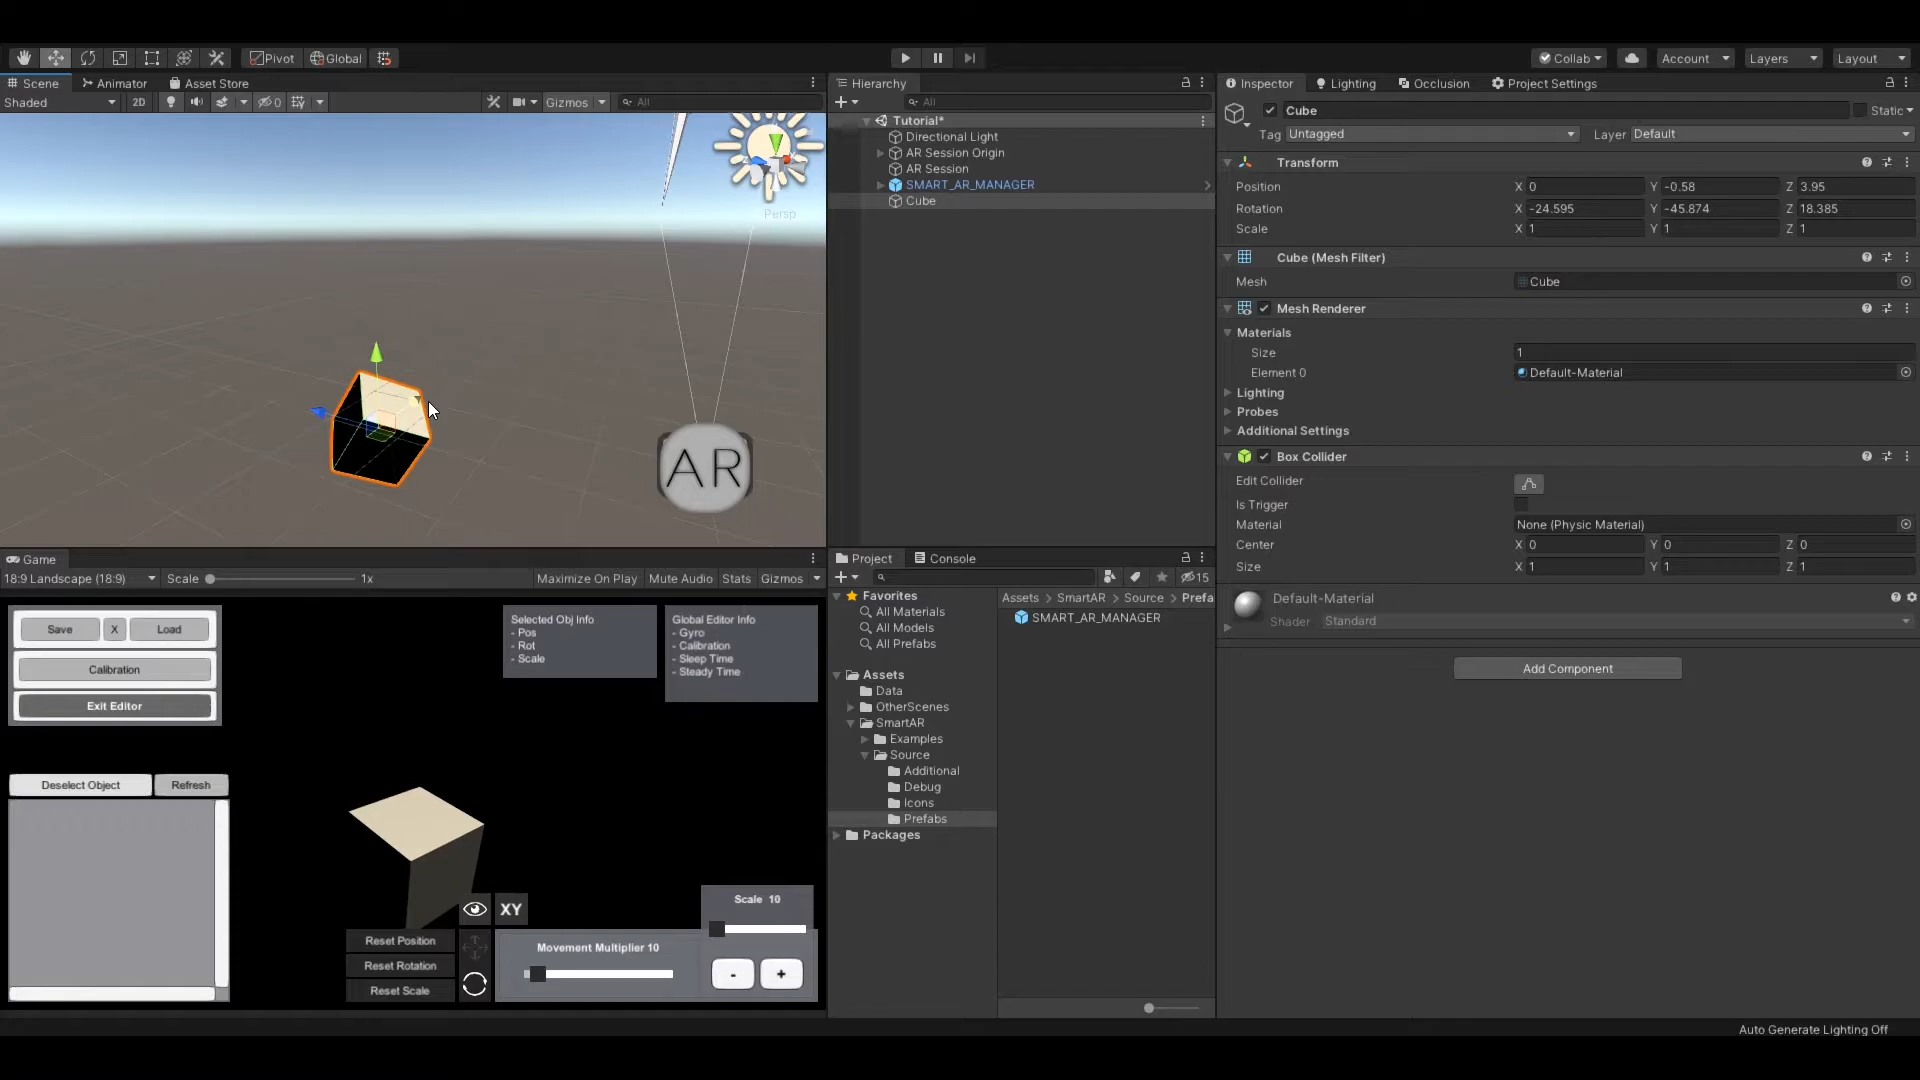 Pivot Global Collab Account Layers Layout
Scene Animator Asset Store
Shaded 2D 0 Gizmos All
Persp
AR
Game
18:9 Landscape (18:9) Scale 1x Maximize On Play Mute Audio Stats Gizmos
Save X Load
Calibration
Exit Editor
Selected Obj Info
- Pos
- Rot
- Scale
Global Editor Info
- Gyro
- Calibration
- Sleep Time
- Steady Time
Deselect Object Refresh
XY
Reset Position
Reset Rotation
Reset Scale
Movement Multiplier 10
Scale 10
- +
Hierarchy
All
Tutorial*
Directional Light
AR Session Origin
AR Session
SMART_AR_MANAGER
Cube
Project Console
15
Favorites
All Materials
All Models
All Prefabs
Assets
Data
OtherScenes
SmartAR
Examples
Source
Additional
Debug
Icons
Prefabs
Packages
Assets > SmartAR > Source > Prefa
SMART_AR_MANAGER
Inspector Lighting Occlusion Project Settings
Cube Static
Tag Untagged Layer Default
Transform
Position X 0 Y -0.58 Z 3.95
Rotation X -24.595 Y -45.874 Z 18.385
Scale X 1 Y 1 Z 1
Cube (Mesh Filter)
Mesh Cube
Mesh Renderer
Materials
Size 1
Element 0 Default-Material
Lighting
Probes
Additional Settings
Box Collider
Edit Collider
Is Trigger
Material None (Physic Material)
Center X 0 Y 0 Z 0
Size X 1 Y 1 Z 1
Default-Material
Shader Standard
Add Component
Auto Generate Lighting Off